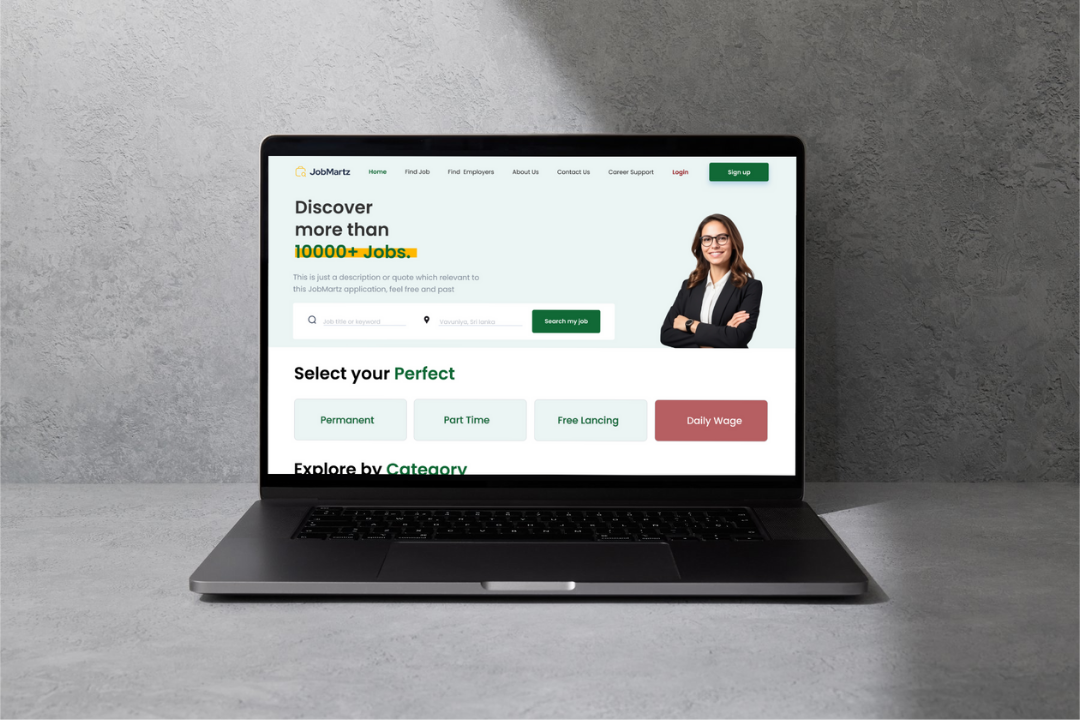 JobMartz
Home
Find Job
Find Employers
About Us
Contact Us
Career Support
Login
Sign up
Discover
more than
10000+ Jobs.
This is just a description or quote which relevant to
this JobMartz application, feel free and past
Job title or keyword
Vavuniya, Sri lanka
Search my job
Select your Perfect
Permanent
Part Time
Free Lancing
Daily Wage
Explore by Category